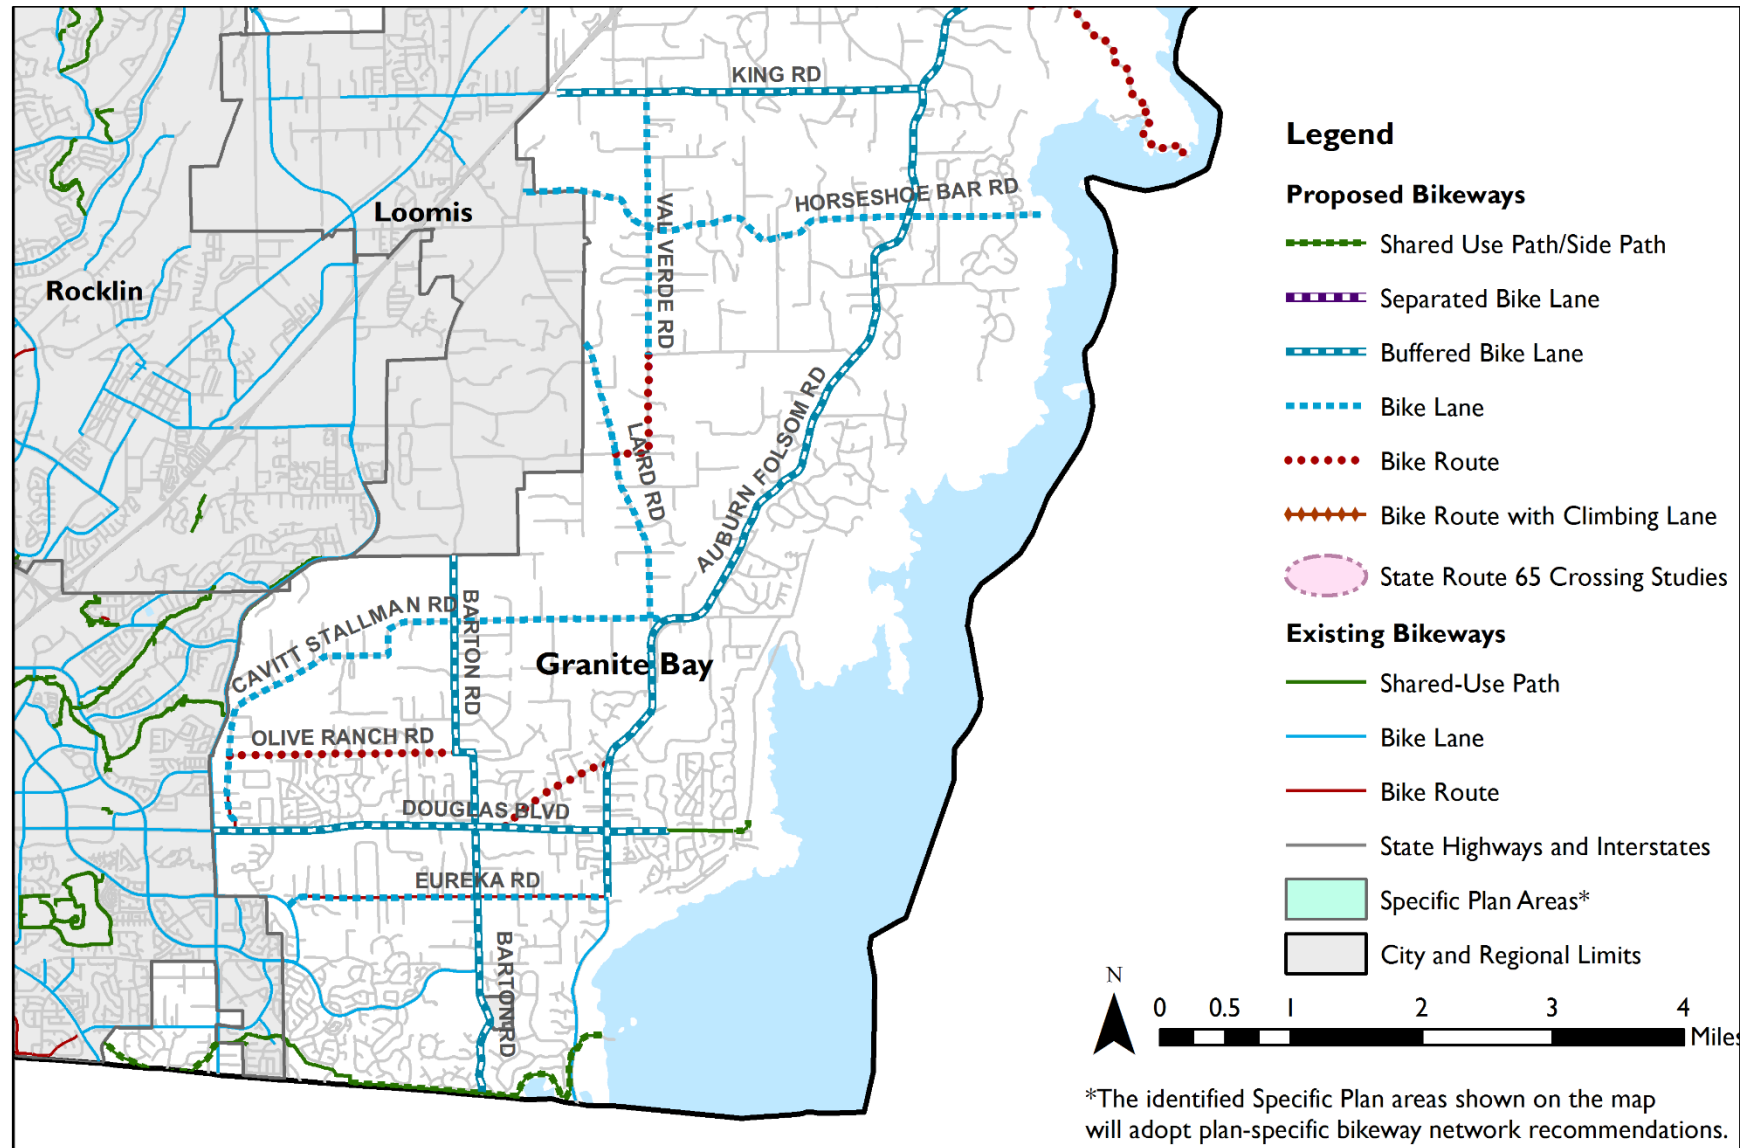 KING RD
HORSESHOE BAR RD
VAL VERDE RD
Loomis
Rocklin
LAIRD RD
AUBURN FOLSOM RD
CAVITT STALLMAN RD
BARTON RD
Granite Bay
OLIVE RANCH RD
DOUGLAS BLVD
EUREKA RD
BARTON RD
Legend
Proposed Bikeways
Shared Use Path/Side Path
Separated Bike Lane
Buffered Bike Lane
Bike Lane
Bike Route
Bike Route with Climbing Lane
State Route 65 Crossing Studies
Existing Bikeways
Shared-Use Path
Bike Lane
Bike Route
State Highways and Interstates
Specific Plan Areas*
City and Regional Limits
N
0 0.5 1 2 3 4
Miles
*The identified Specific Plan areas shown on the map
will adopt plan-specific bikeway network recommendations.